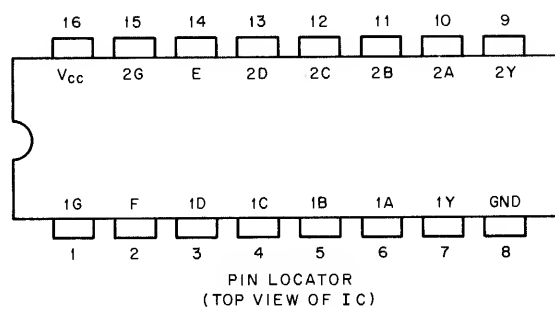 16 15 14 13 12 11 10 9
Vcc 2G E 2D 2C 2B 2A 2Y
1G F 1D 1C 1B 1A 1Y GND
1 2 3 4 5 6 7 8
PIN LOCATOR
(TOP VIEW OF IC)